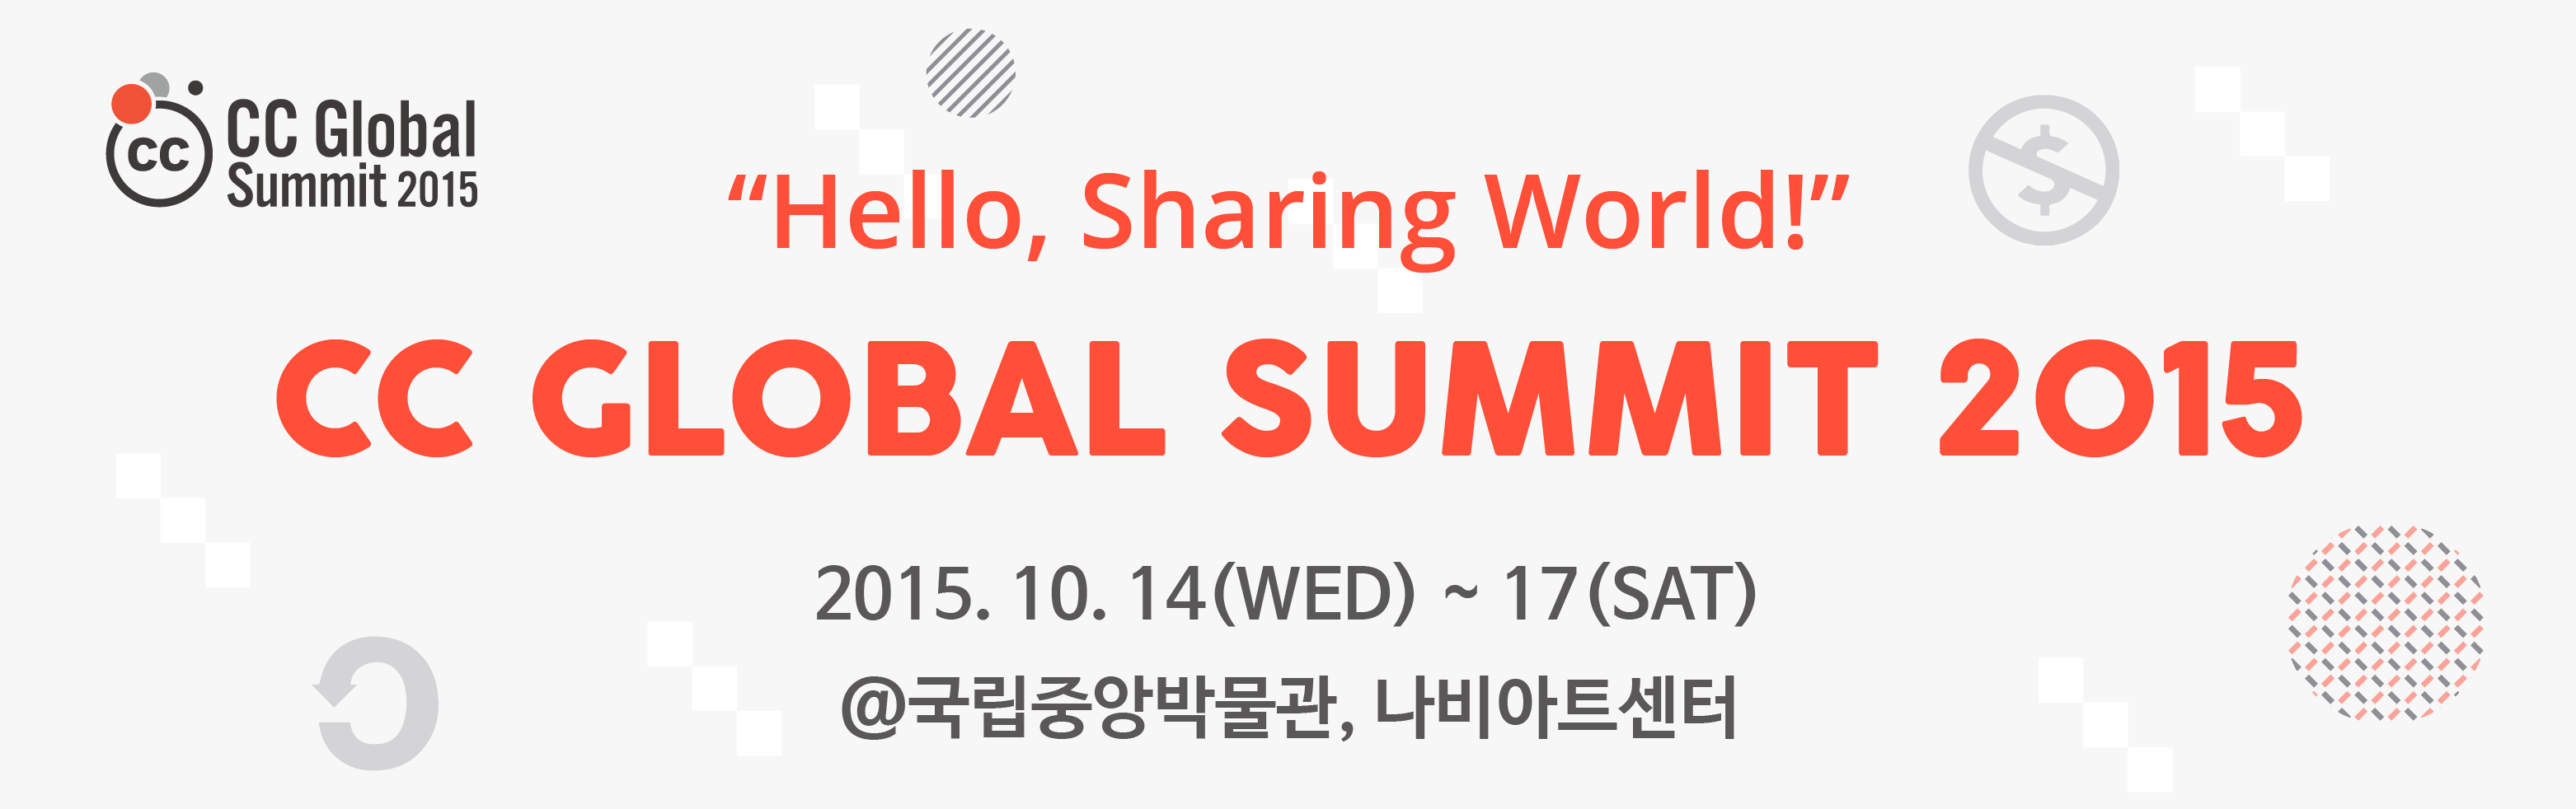 cc
CC Global
Summit 2015
“Hello, Sharing World!”
CC GLOBAL SUMMIT 2015
2015. 10. 14(WED) ~ 17(SAT)
@국립중앙박물관, 나비아트센터
$